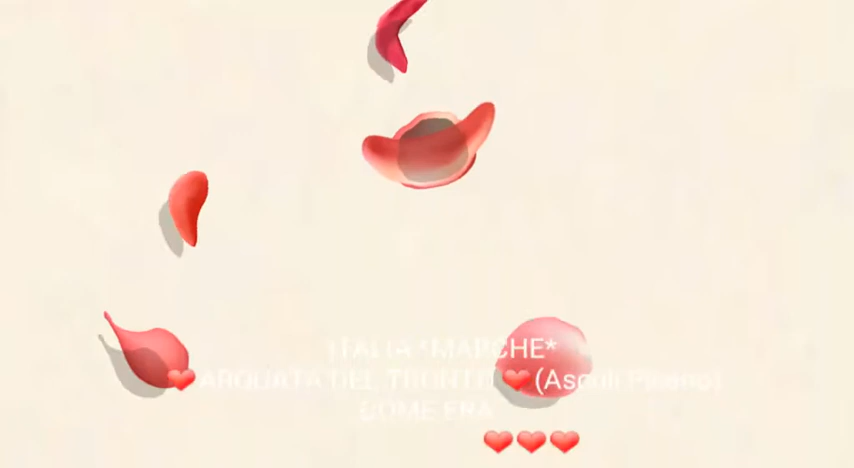 ITALIA *MARCHE*
❤ARQUATA DEL TRONTO❤(Ascoli Piceno)
COME ERA
❤❤❤